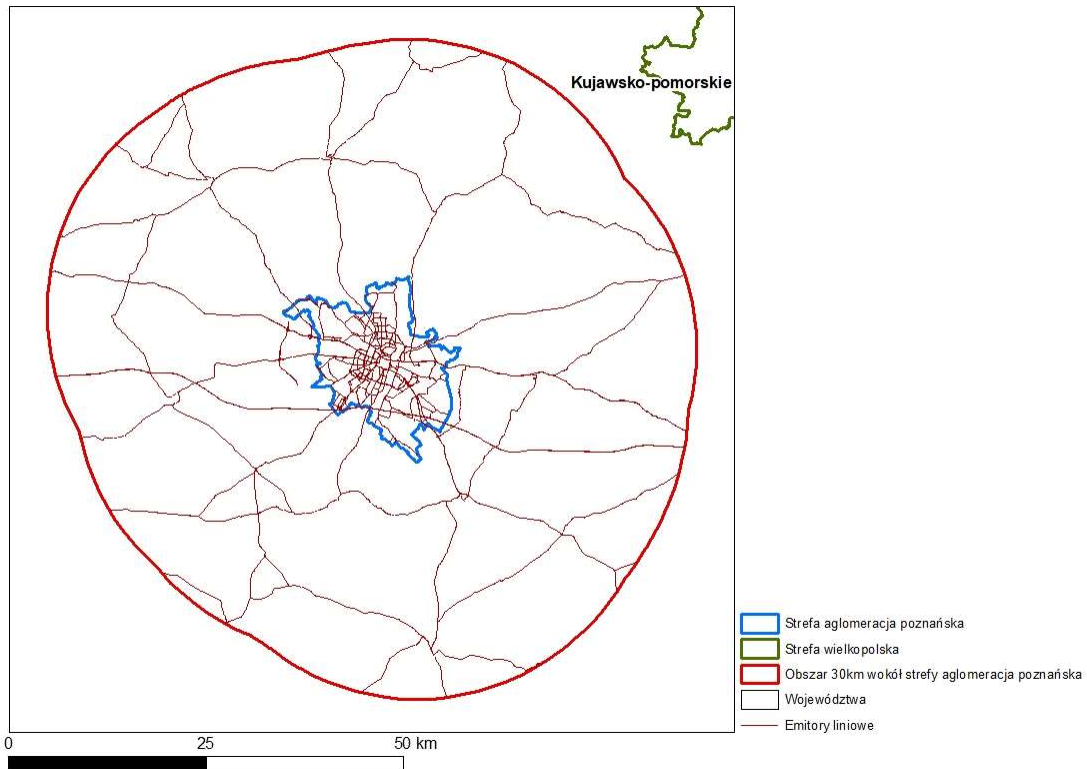 Kujawsko-pomorskie
Strefa aglomeracja poznańska
Strefa wielkopolska
Obszar 30km wokół strefy aglomeracja poznańska
Województwa
Emitory liniowe
0 25 50 km